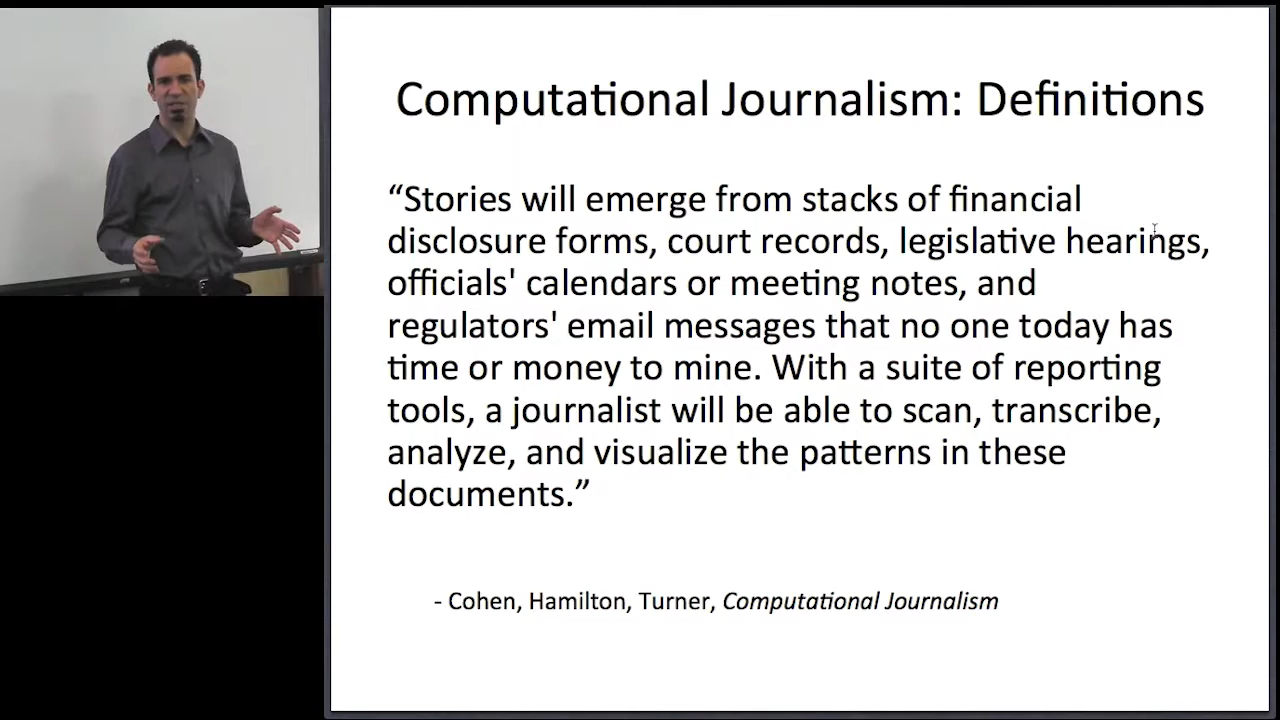 Computational Journalism: Definitions
“Stories will emerge from stacks of financial
disclosure forms, court records, legislative hearings,
officials' calendars or meeting notes, and
regulators' email messages that no one today has
time or money to mine. With a suite of reporting
tools, a journalist will be able to scan, transcribe,
analyze, and visualize the patterns in these
documents.”
- Cohen, Hamilton, Turner, Computational Journalism